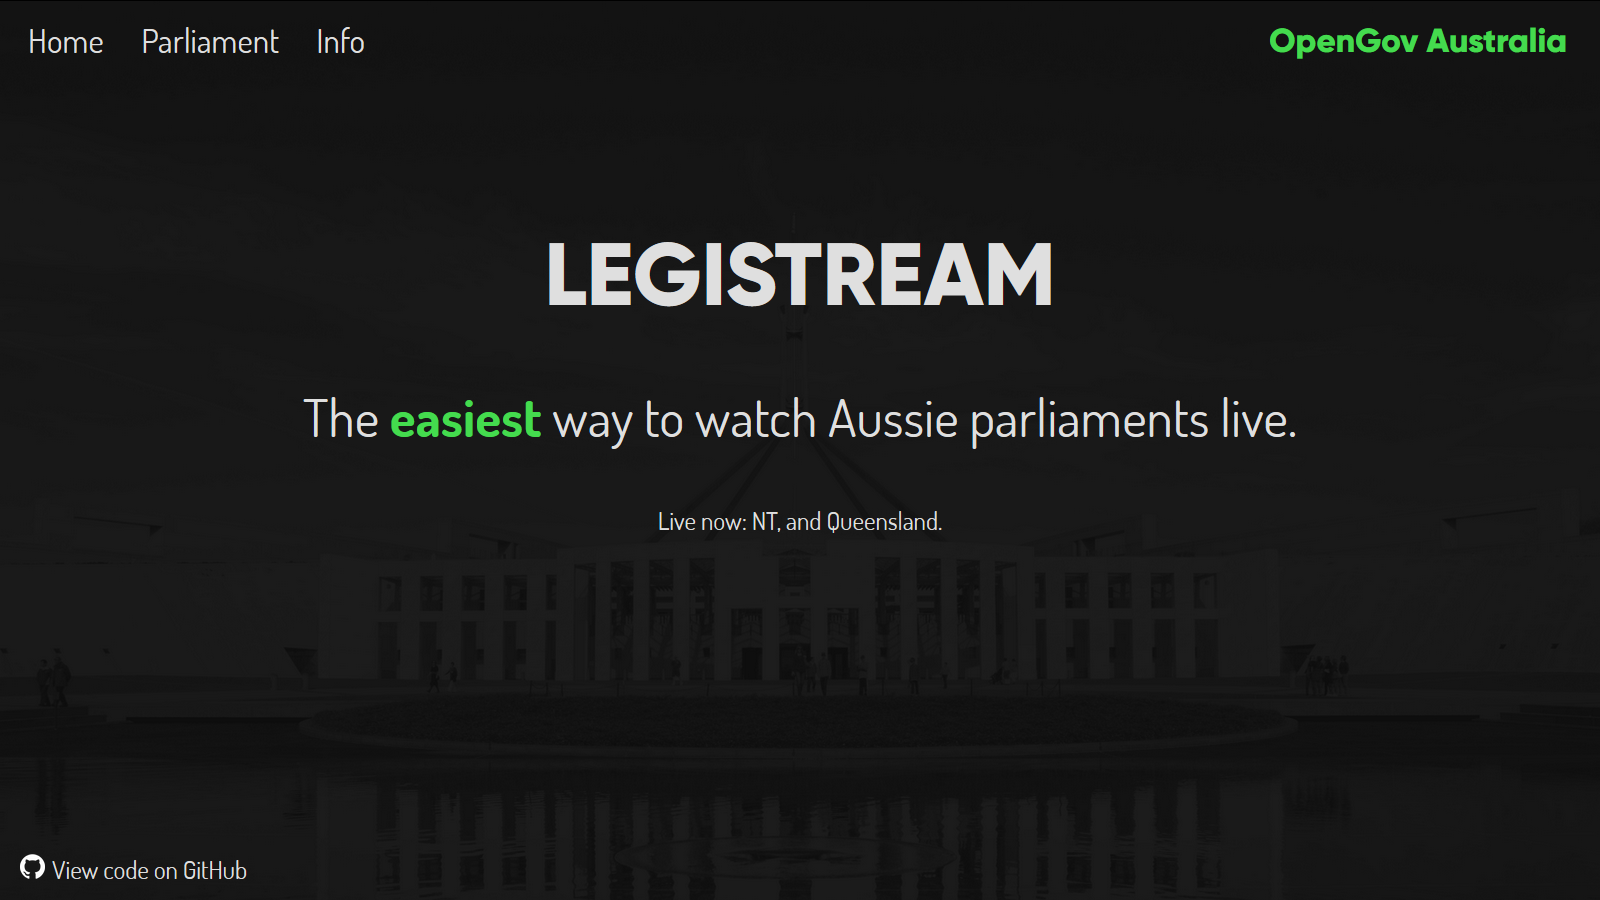 Home Parliament Info OpenGov Australia
LEGISTREAM
The easiest way to watch Aussie parliaments live.
Live now: NT, and Queensland.
View code on GitHub